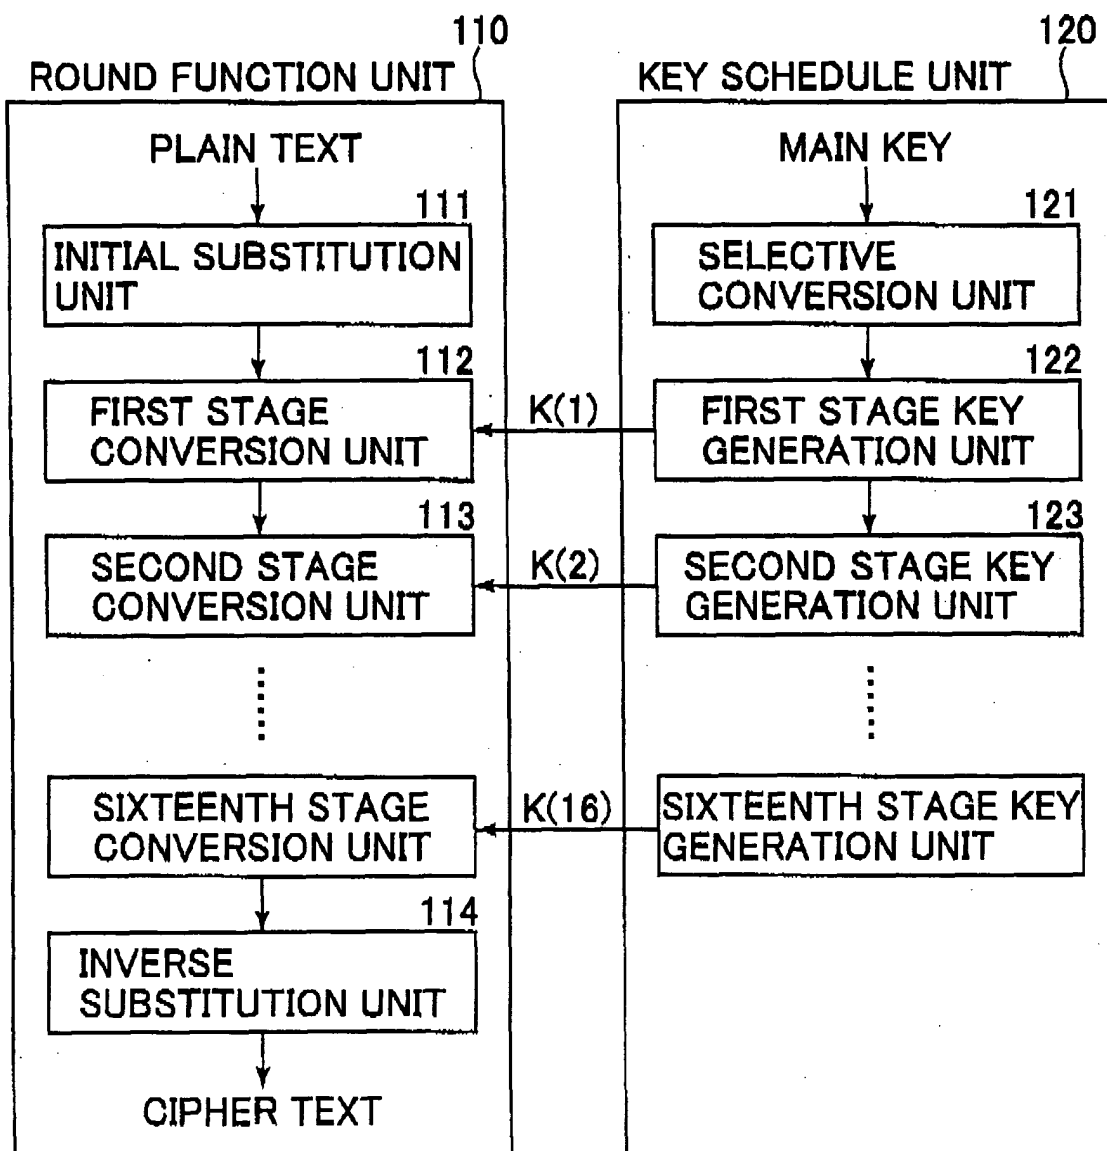 110
ROUND FUNCTION UNIT
PLAIN TEXT
111
INITIAL SUBSTITUTION
UNIT
112
FIRST STAGE
CONVERSION UNIT
113
SECOND STAGE
CONVERSION UNIT
SIXTEENTH STAGE
CONVERSION UNIT
114
INVERSE
SUBSTITUTION UNIT
CIPHER TEXT
K(1)
K(2)
K(16)
120
KEY SCHEDULE UNIT
MAIN KEY
121
SELECTIVE
CONVERSION UNIT
122
FIRST STAGE KEY
GENERATION UNIT
123
SECOND STAGE KEY
GENERATION UNIT
SIXTEENTH STAGE KEY
GENERATION UNIT